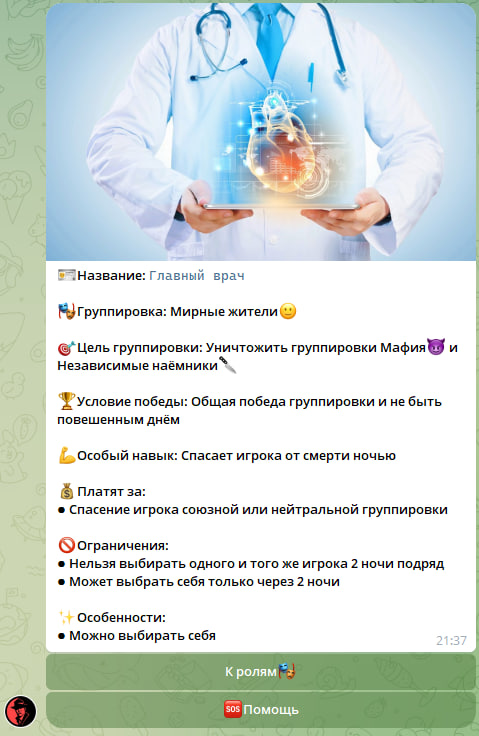 🪪Название: Главный врач
🎭Группировка: Мирные жители🙂
🎯Цель группировки: Уничтожить группировки Мафия😈 и
Независимые наёмники🔪
🏆Условие победы: Общая победа группировки и не быть
повешенным днём
💪Особый навык: Спасает игрока от смерти ночью
💰Платят за:
● Спасение игрока союзной или нейтральной группировки
🚫Ограничения:
● Нельзя выбирать одного и того же игрока 2 ночи подряд
● Может выбрать себя только через 2 ночи
✨Особенности:
● Можно выбирать себя
21:37
К ролям🎭
🆘Помощь